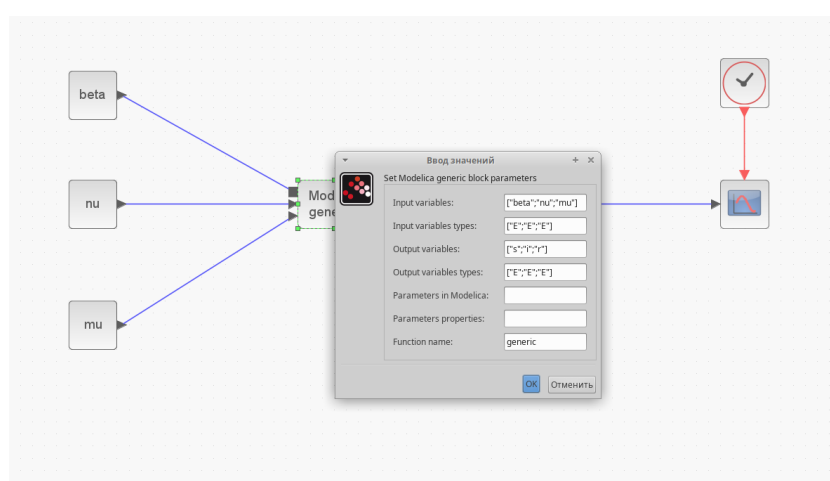 beta
nu
mu
Mod
gene
Ввод значений
Set Modelica generic block parameters
Input variables: ["beta";"nu";"mu"]
Input variables types: ["E";"E";"E"]
Output variables: ["s";"i";"r"]
Output variables types: ["E";"E";"E"]
Parameters in Modelica:
Parameters properties:
Function name: generic
OK Отменить